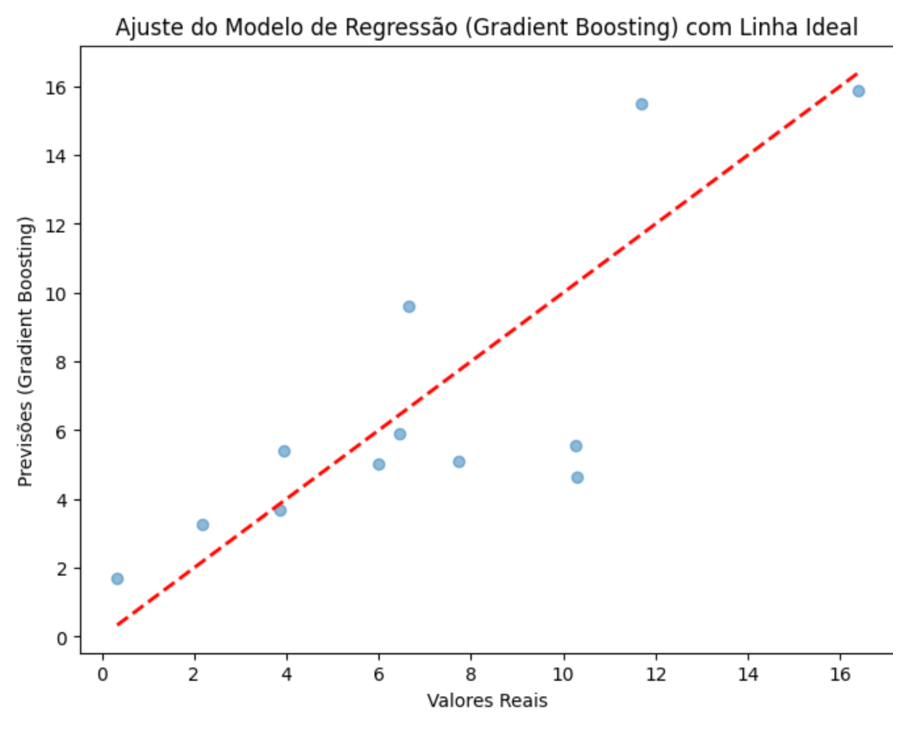 Ajuste do Modelo de Regressão (Gradient Boosting) com Linha Ideal
Previsões (Gradient Boosting)
16
14
12
10
8
6
4
2
0
0 2 4 6 8 10 12 14 16
Valores Reais